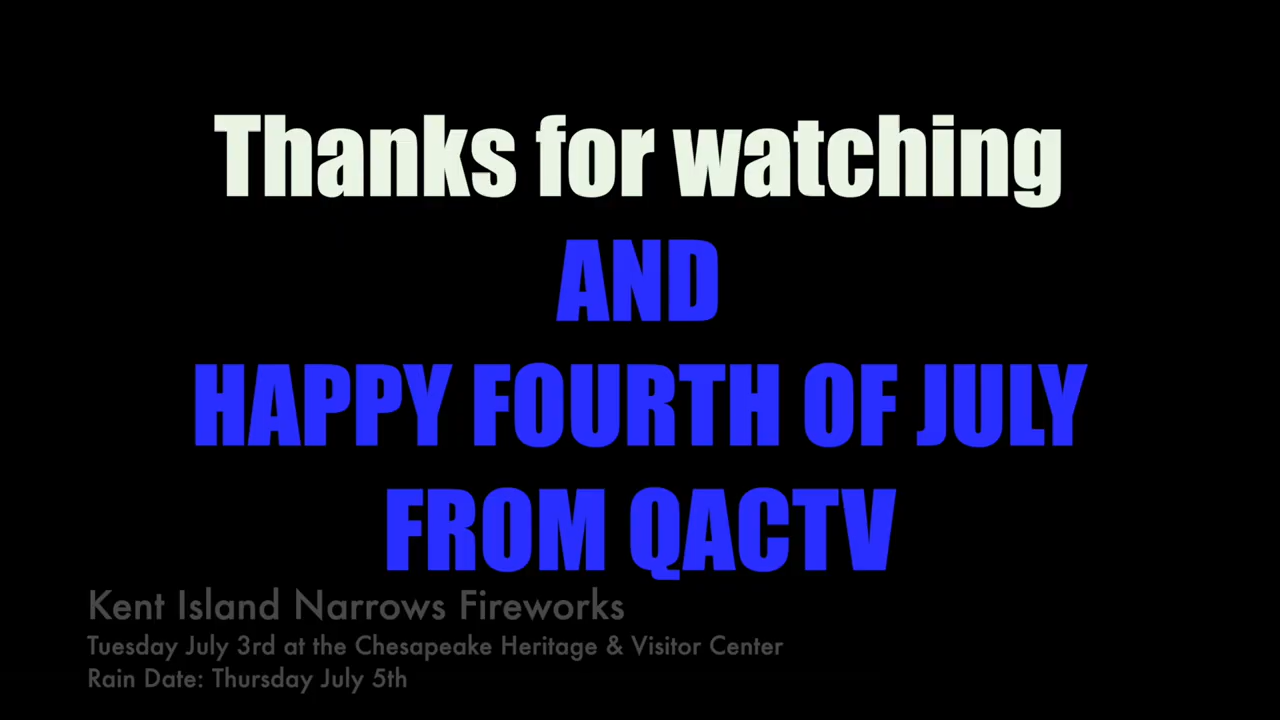 Thanks for watching
AND
HAPPY FOURTH OF JULY
FROM QACTV
Kent Island Narrows Fireworks
Tuesday July 3rd at the Chesapeake Heritage & Visitor Center
Rain Date: Thursday July 5th